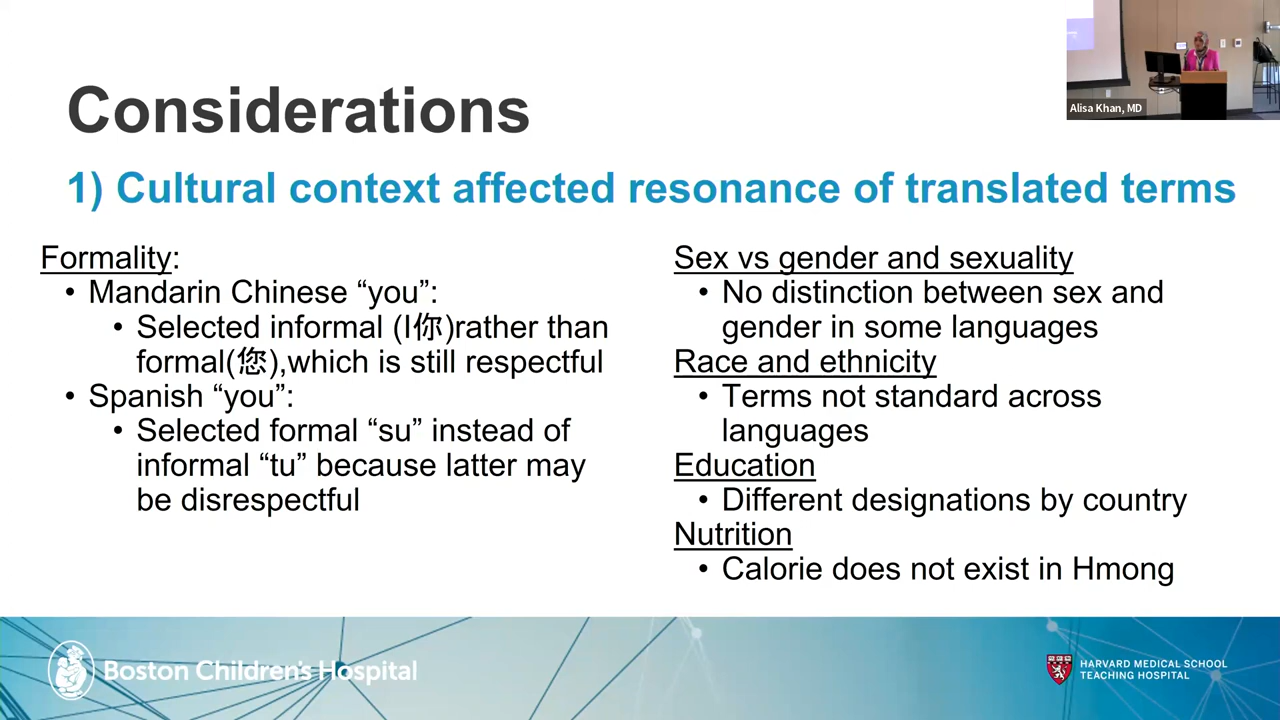 Considerations
1) Cultural context affected resonance of translated terms
Formality:
• Mandarin Chinese “you”:
• Selected informal (I你)rather than
formal(您),which is still respectful
• Spanish “you”:
• Selected formal “su” instead of
informal “tu” because latter may
be disrespectful
Sex vs gender and sexuality
• No distinction between sex and
gender in some languages
Race and ethnicity
• Terms not standard across
languages
Education
• Different designations by country
Nutrition
• Calorie does not exist in Hmong
Alisa Khan, MD
Boston Children's Hospital
HARVARD MEDICAL SCHOOL
TEACHING HOSPITAL